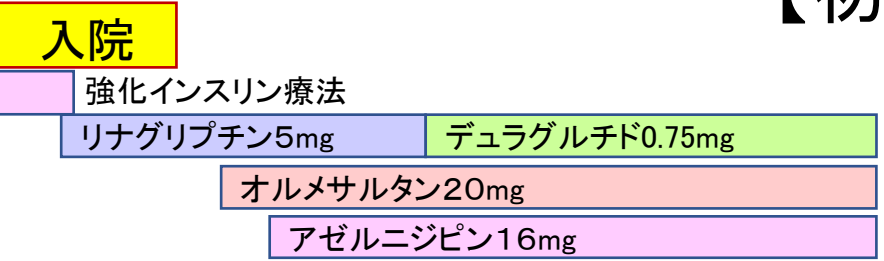 【初
入院
強化インスリン療法
リナグリプチン5mg デュラグルチド0.75mg
オルメサルタン20mg
アゼルニジピン16mg